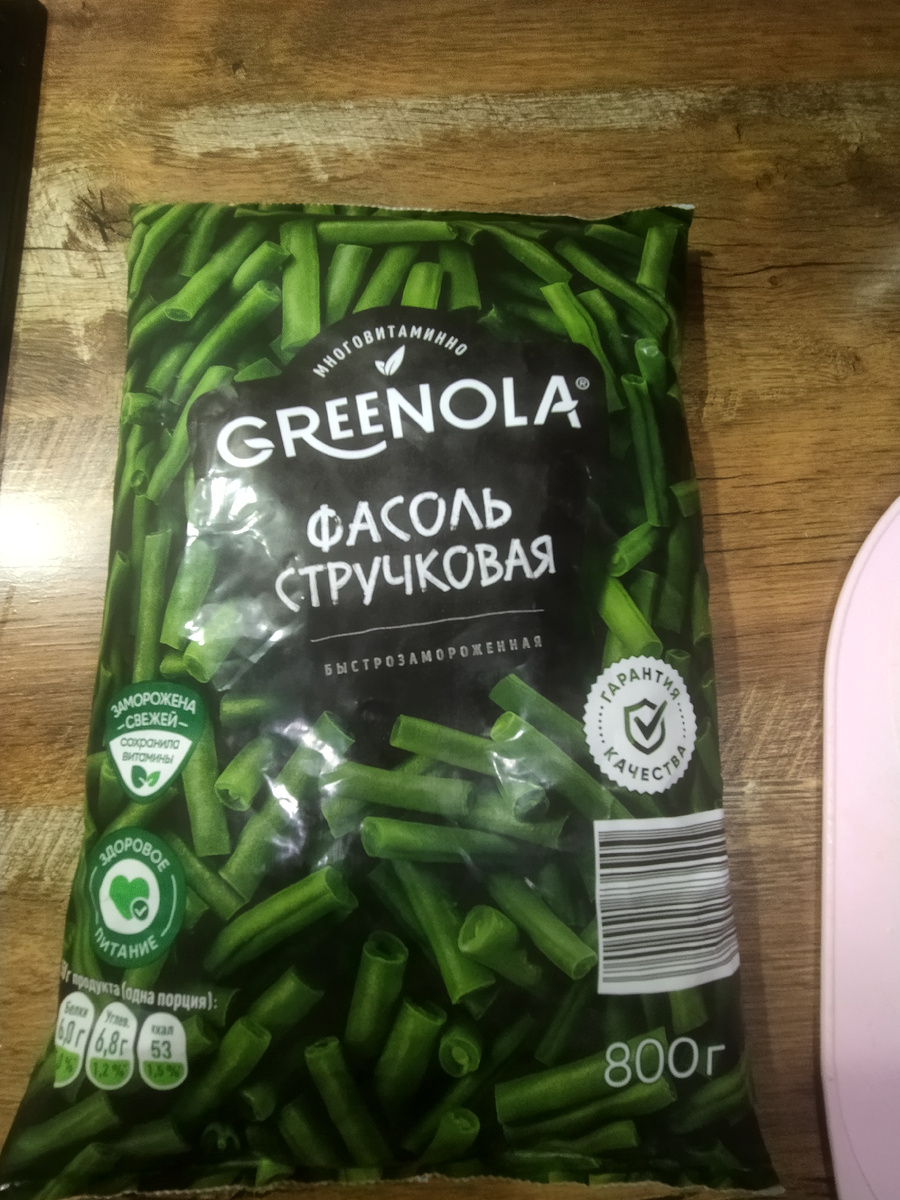 МНОГОВИТАМИННО
GREENOLA®
ФАСОЛЬ
СТРУЧКОВАЯ
БЫСТРОЗАМОРОЖЕННАЯ
ЗАМОРОЖЕНА
СВЕЖЕЙ
сохранила
витамины
ГАРАНТИЯ
КАЧЕСТВА
ЗДОРОВОЕ
ПИТАНИЕ
продукта (одна порция):
Белки
6,0 г
Углев.
6,8г
1,2 %
ккал
53
1,5 %
800г